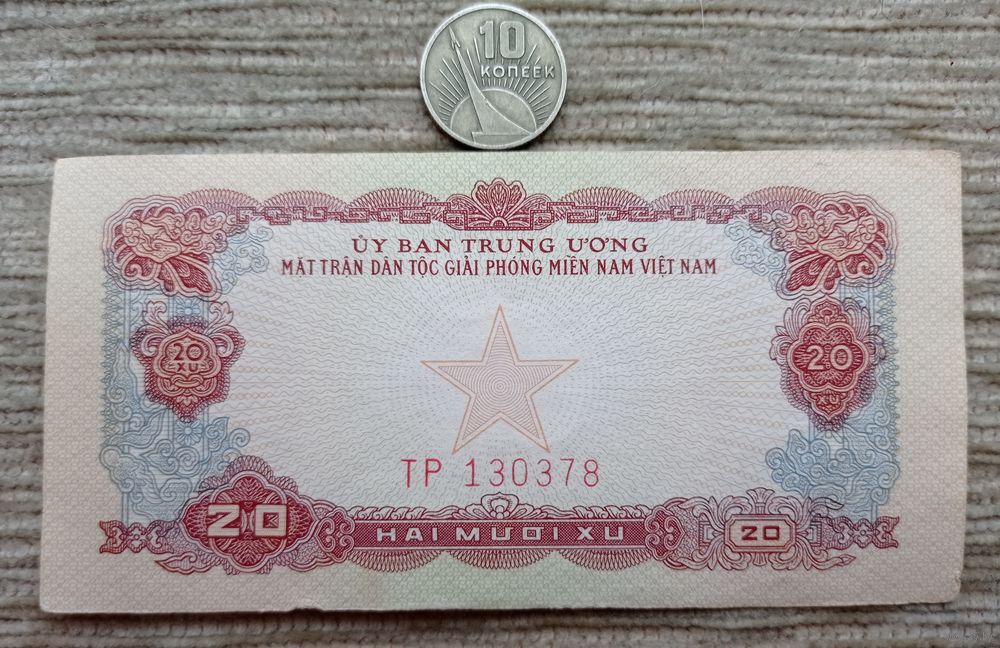 10
КОПЕЕК
ỦY BAN TRUNG ƯƠNG
MẶT TRẬN DÂN TỘC GIẢI PHÓNG MIỀN NAM VIỆT NAM
20
XU
20
XU
TP 130378
20
HAI MƯƠI XU
20